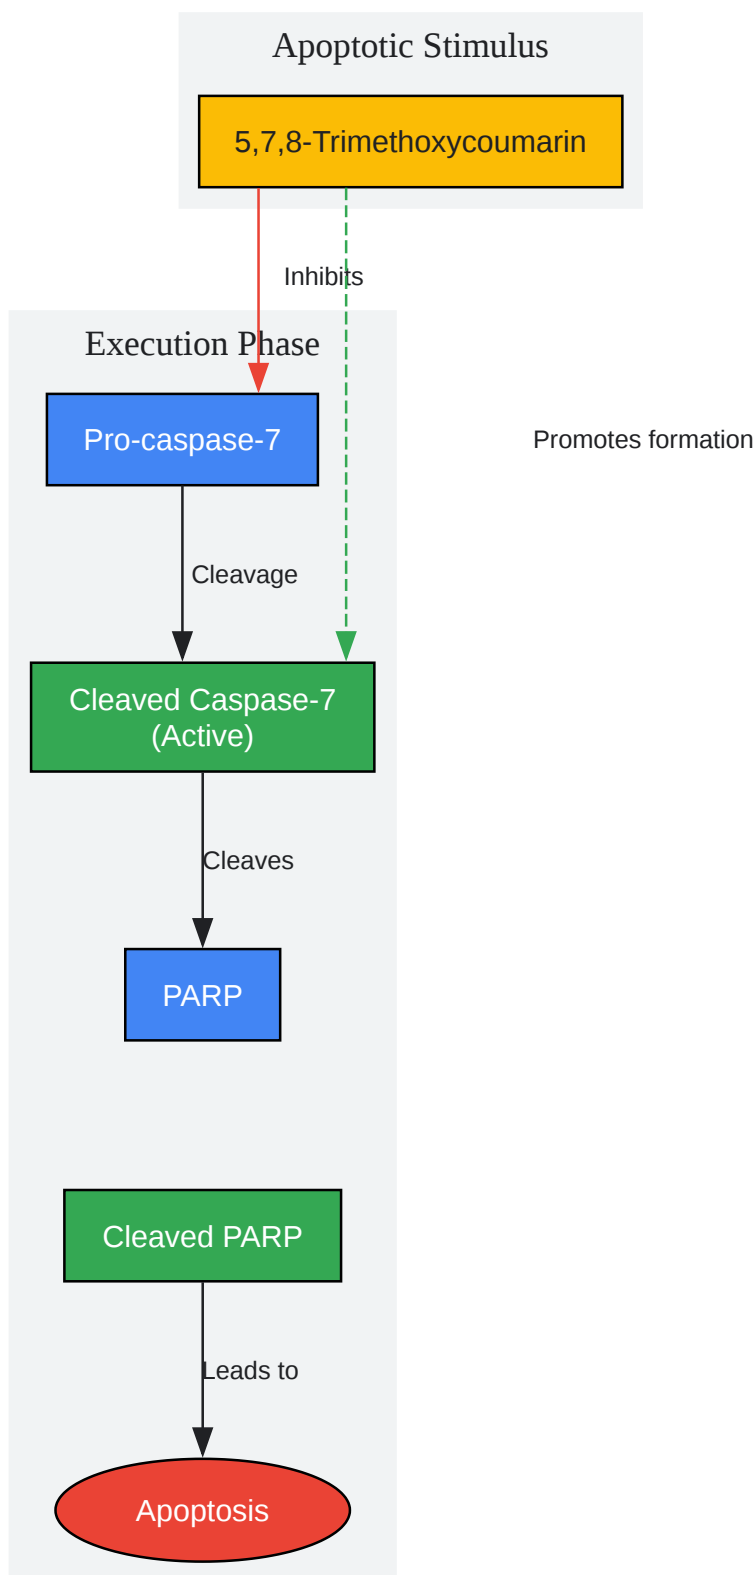 Apoptotic Stimulus
5,7,8-Trimethoxycoumarin
Inhibits
Execution Phase
Pro-caspase-7
Promotes formation
Cleavage
Cleaved Caspase-7
(Active)
Cleaves
PARP
Cleaved PARP
Leads to
Apoptosis